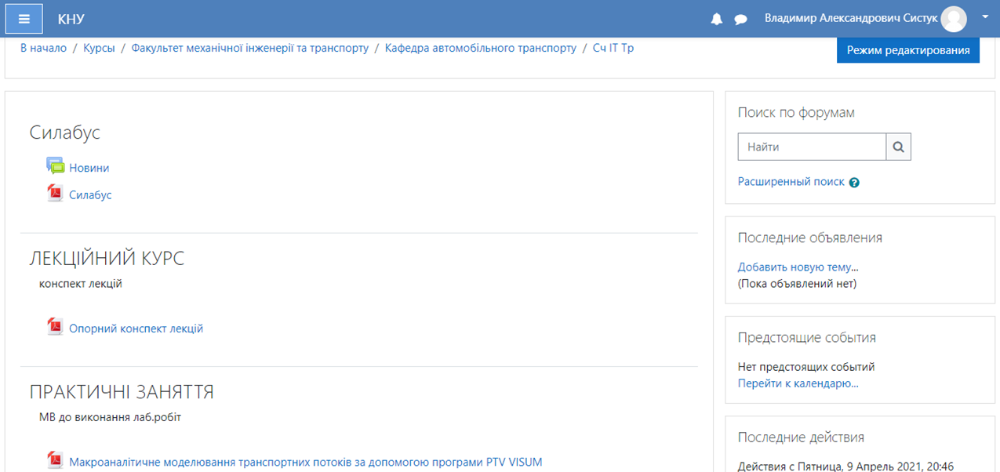 КНУ
Владимир Александрович Систук
В начало / Курсы / Факультет механічної інженерії та транспорту / Кафедра автомобільного транспорту / Сч ІТ Тр
Режим редактирования
Силабус
Новини
Силабус
ЛЕКЦІЙНИЙ КУРС
конспект лекцій
Опорний конспект лекцій
ПРАКТИЧНІ ЗАНЯТТЯ
МВ до виконання лаб.робіт
Макроаналітичне моделювання транспортних потоків за допомогою програми PTV VISUM
Поиск по форумам
Найти
Расширенный поиск ?
Последние объявления
Добавить новую тему...
(Пока объявлений нет)
Предстоящие события
Нет предстоящих событий
Перейти к календарю...
Последние действия
Действия с Пятница, 9 Апрель 2021, 20:46